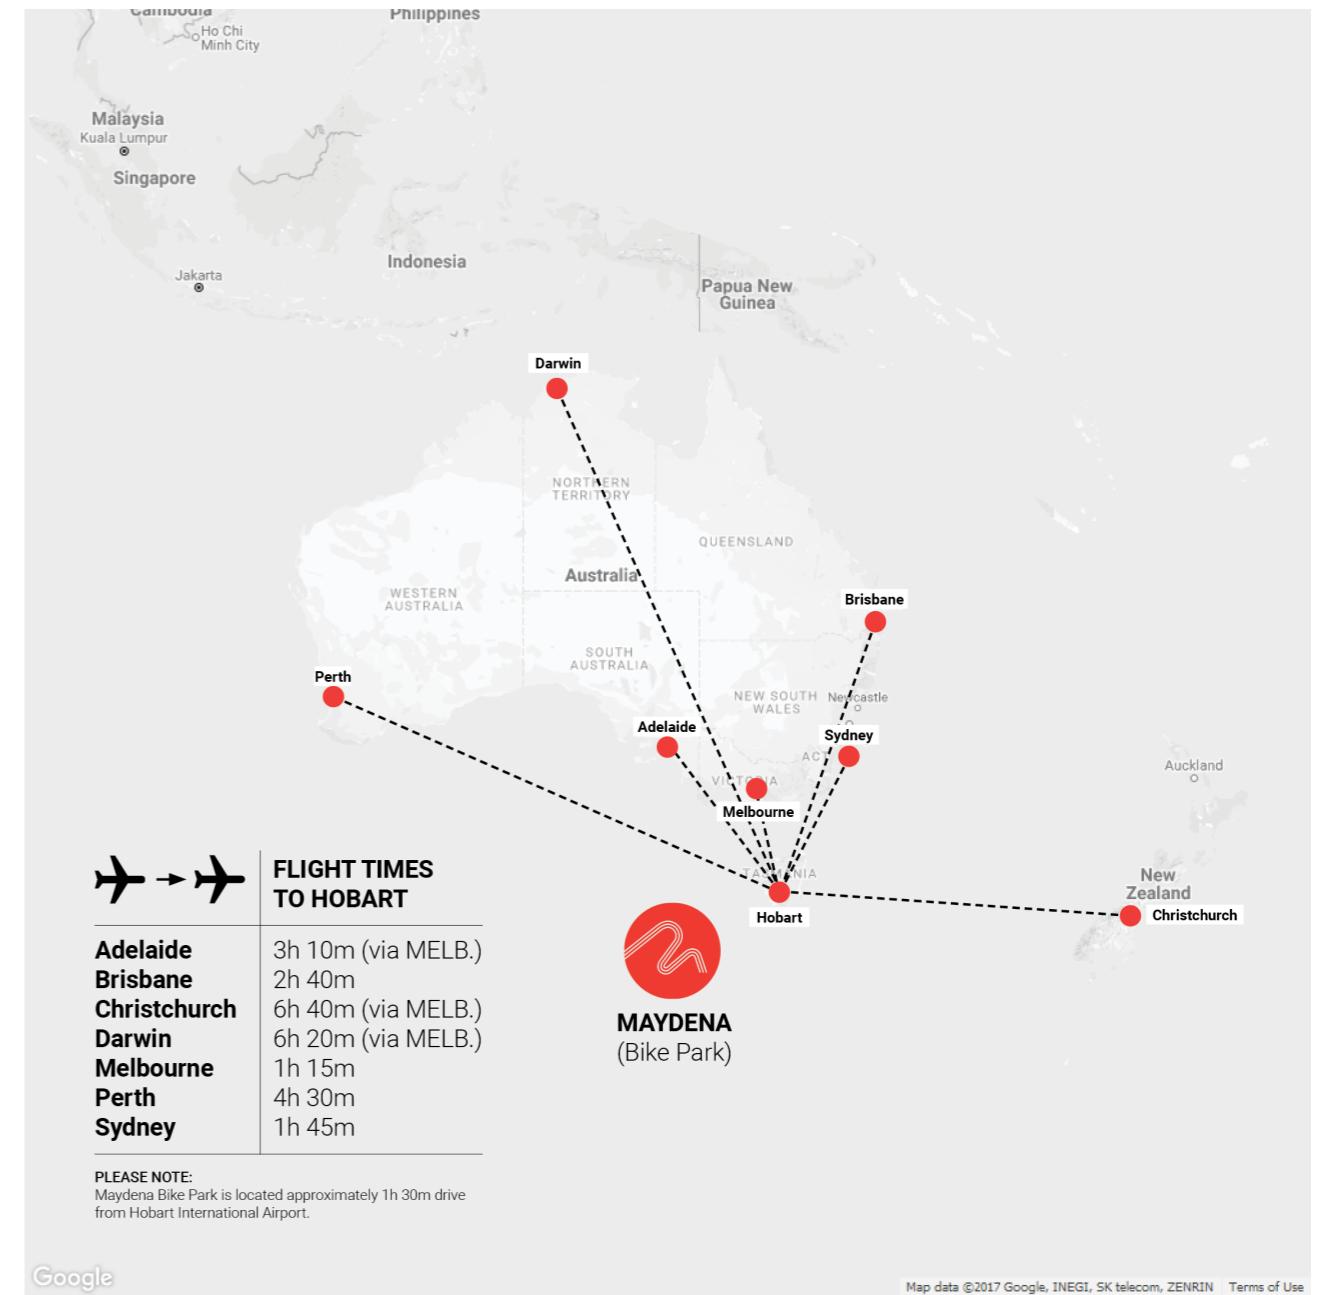 Cambodia
Philippines
Ho Chi
Minh City
Malaysia
Kuala Lumpur
Singapore
Indonesia
Jakarta
Papua New
Guinea
Darwin
NORTHERN
TERRITORY
QUEENSLAND
Australia
WESTERN
AUSTRALIA
Brisbane
SOUTH
AUSTRALIA
Perth
NEW SOUTH
WALES
Newcastle
Adelaide
Sydney
ACT
Auckland
VICTORIA
Melbourne
TASMANIA
Hobart
New
Zealand
Christchurch
FLIGHT TIMES
TO HOBART
Adelaide 3h 10m (via MELB.)
Brisbane 2h 40m
Christchurch 6h 40m (via MELB.)
Darwin 6h 20m (via MELB.)
Melbourne 1h 15m
Perth 4h 30m
Sydney 1h 45m
MAYDENA
(Bike Park)
PLEASE NOTE:
Maydena Bike Park is located approximately 1h 30m drive
from Hobart International Airport.
Google
Map data ©2017 Google, INEGI, SK telecom, ZENRIN Terms of Use